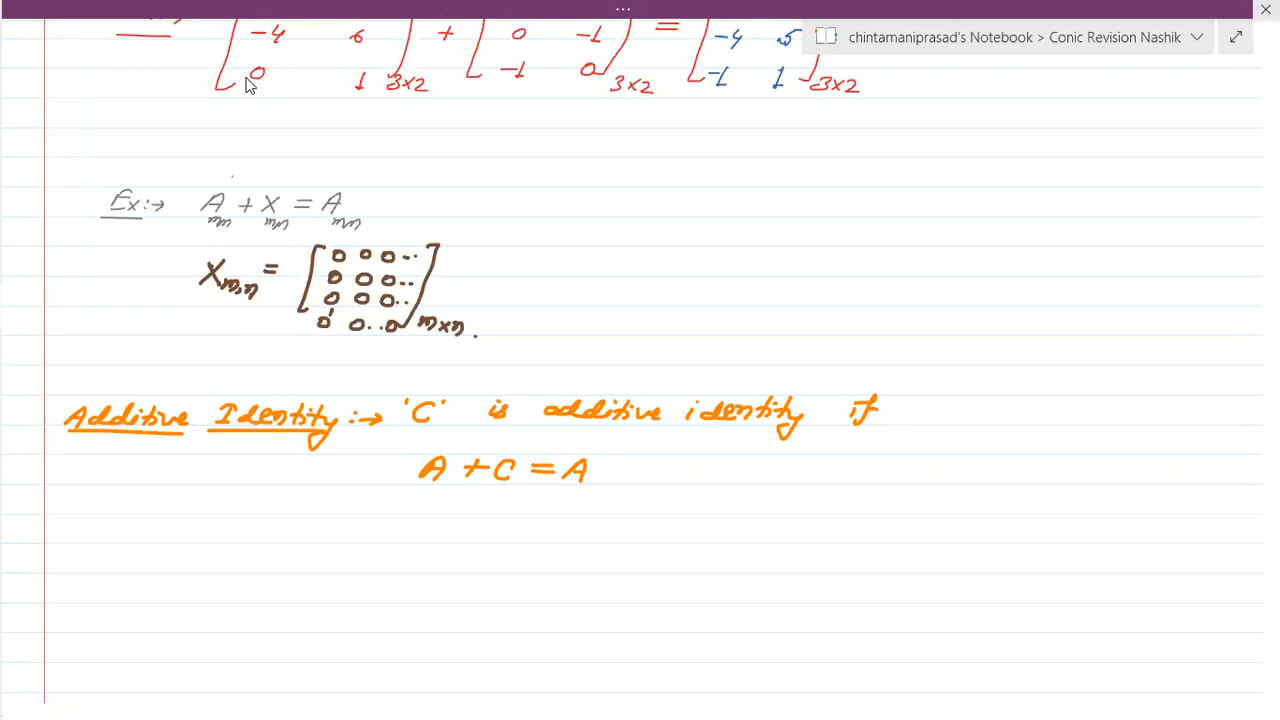 ...
chintamaniprasad's Notebook > Conic Revision Nashik
-4 6 + 0 -1 = -4 5
0 1 3x2 -1 0 3x2 -1 1 3x2
Ex:→ A mn + X mn = A mn
X m,n = [ 0 0 0 ..
0 0 0 ..
0 0 0 ..
0 0 .. 0 ] mxn .
Additive Identity :→ 'C' is additive identity if
A + C = A